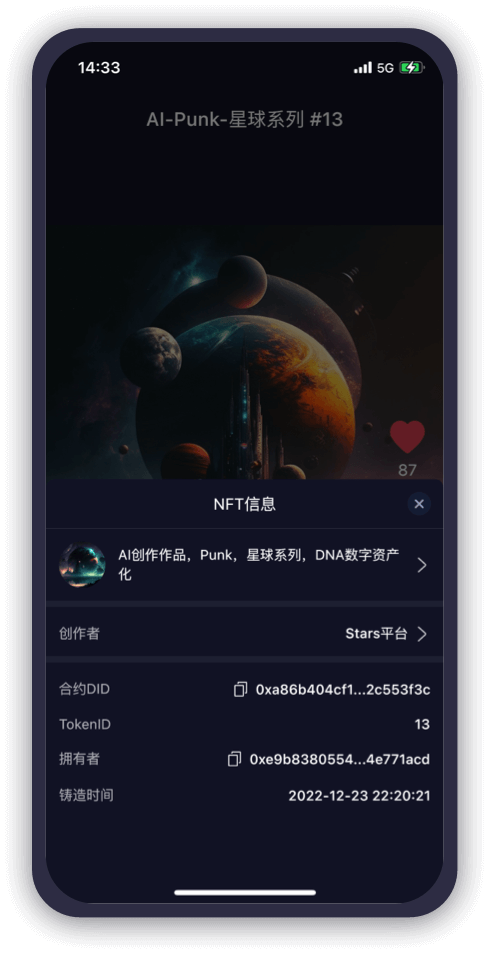 14:33 5G
AI-Punk-星球系列 #13
87
NFT信息
AI创作作品，Punk，星球系列，DNA数字资产
化
创作者 Stars平台
合约DID 0xa86b404cf1...2c553f3c
TokenID 13
拥有者 0xe9b8380554...4e771acd
铸造时间 2022-12-23 22:20:21